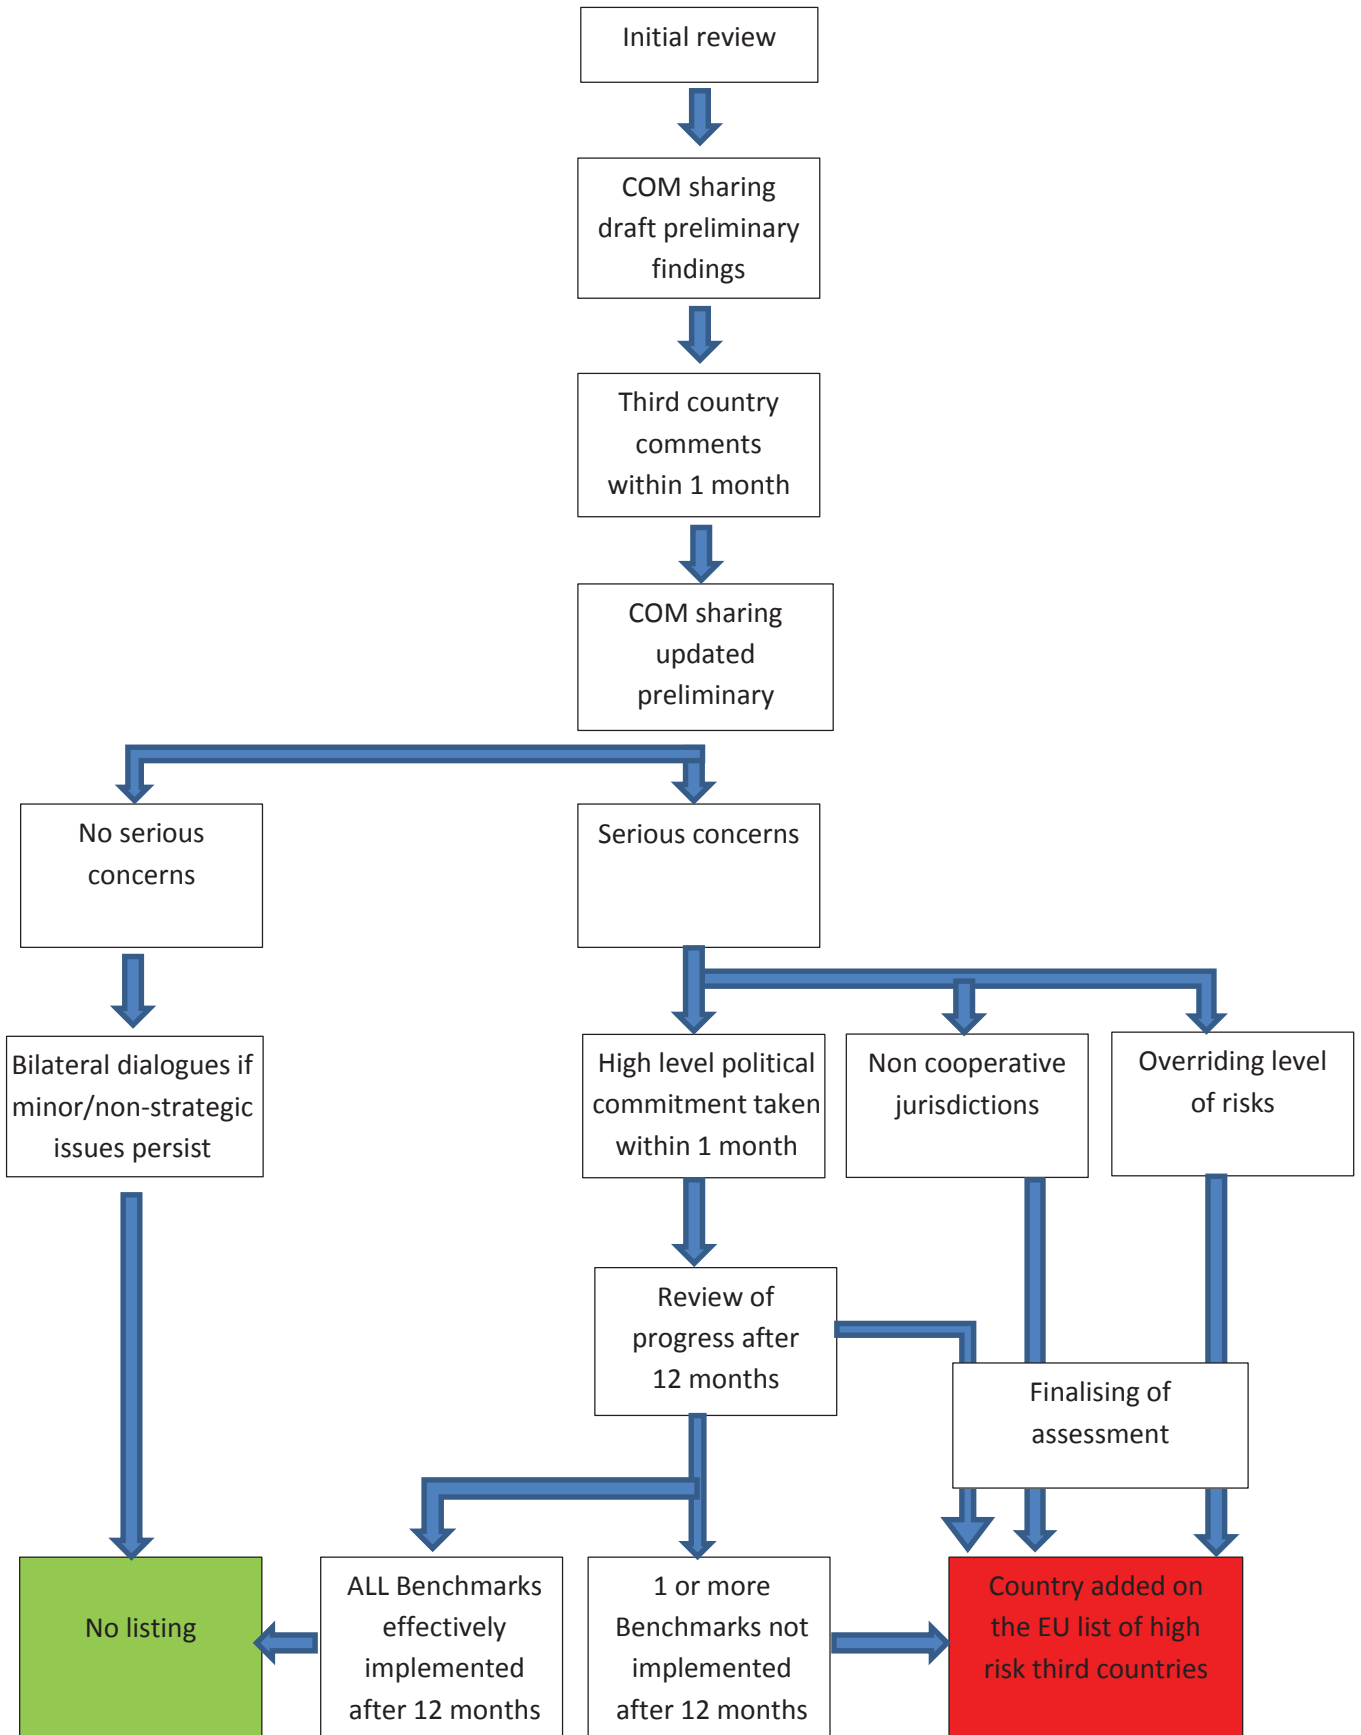 Initial review
COM sharing
draft preliminary
findings
Third country
comments
within 1 month
COM sharing
updated
preliminary
No serious
concerns
Serious concerns
Bilateral dialogues if
minor/non-strategic
issues persist
High level political
commitment taken
within 1 month
Non cooperative
jurisdictions
Overriding level
of risks
Review of
progress after
12 months
Finalising of
assessment
No listing
ALL Benchmarks
effectively
implemented
after 12 months
1 or more
Benchmarks not
implemented
after 12 months
Country added on
the EU list of high
risk third countries